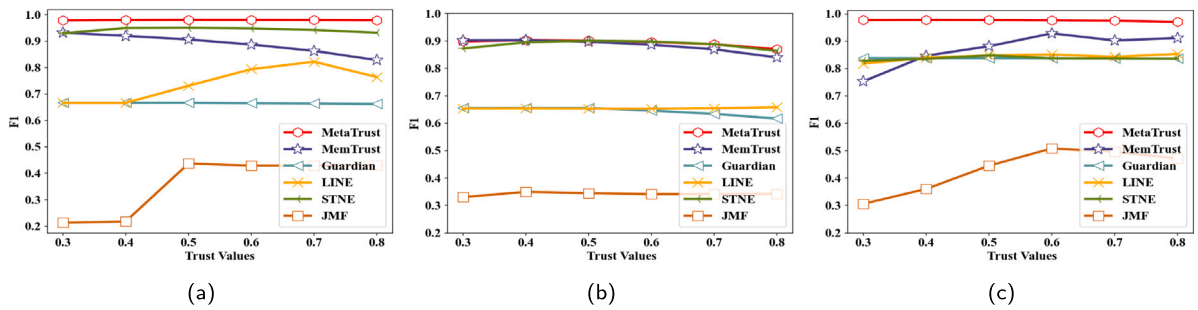 1.0
0.9
0.8
0.7
0.6
0.5
0.4
0.3
0.2
F1
MetaTrust
MemTrust
Guardian
LINE
STNE
JMF
0.3 0.4 0.5 0.6 0.7 0.8
Trust Values
(a)
1.0
0.9
0.8
0.7
0.6
0.5
0.4
0.3
0.2
F1
MetaTrust
MemTrust
Guardian
LINE
STNE
JMF
0.3 0.4 0.5 0.6 0.7 0.8
Trust Values
(b)
1.0
0.9
0.8
0.7
0.6
0.5
0.4
0.3
0.2
F1
MetaTrust
MemTrust
Guardian
LINE
STNE
JMF
0.3 0.4 0.5 0.6 0.7 0.8
Trust Values
(c)